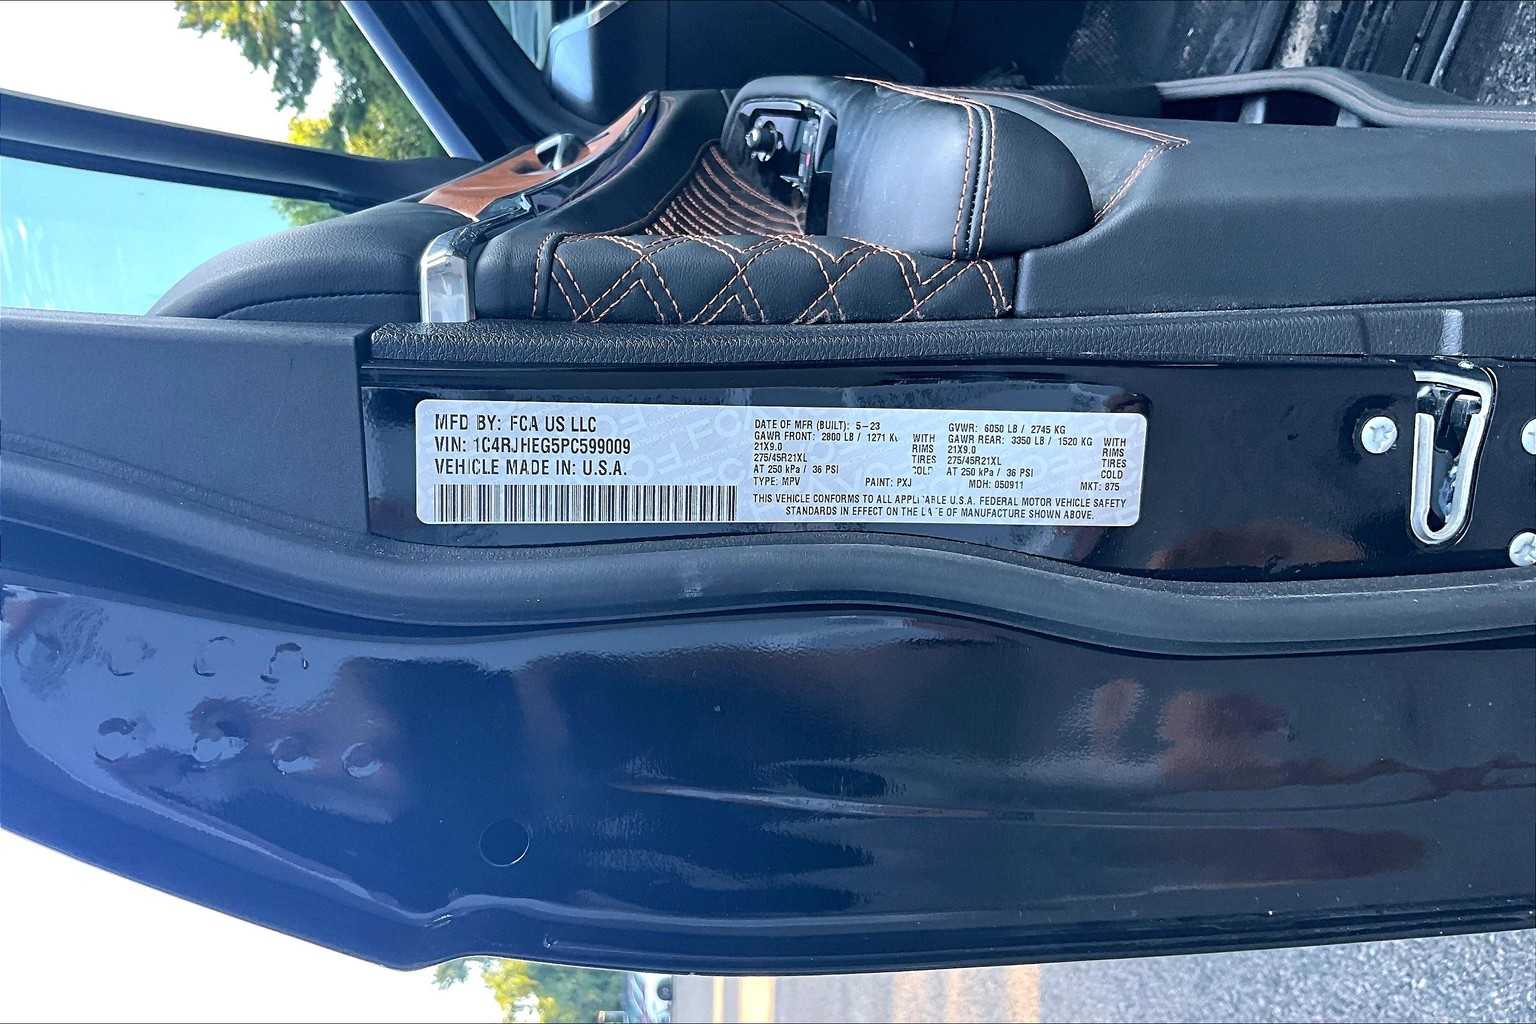 MFD BY: FCA US LLC
VIN: 1C4RJHEG5PC599009
VEHICLE MADE IN: U.S.A.
DATE OF MFR (BUILT): 5-23
GAWR FRONT: 2800 LB / 1271 KG WITH
21X9.0 RIMS
275/45R21XL TIRES
AT 250 kPa / 36 PSI COLD
TYPE: MPV PAINT: PXJ
GVWR: 6050 LB / 2745 KG
GAWR REAR: 3350 LB / 1520 KG WITH
21X9.0 RIMS
275/45R21XL TIRES
AT 250 kPa / 36 PSI COLD
MDH: 050911 MKT: 875
THIS VEHICLE CONFORMS TO ALL APPLICABLE U.S.A. FEDERAL MOTOR VEHICLE SAFETY
STANDARDS IN EFFECT ON THE DATE OF MANUFACTURE SHOWN ABOVE.